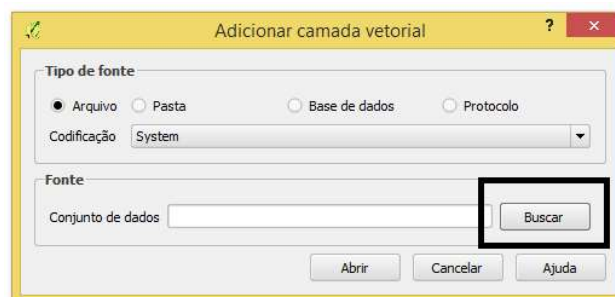 Adicionar camada vetorial ? ×
Tipo de fonte
Arquivo Pasta Base de dados Protocolo
Codificação System
Fonte
Conjunto de dados Buscar
Abrir Cancelar Ajuda